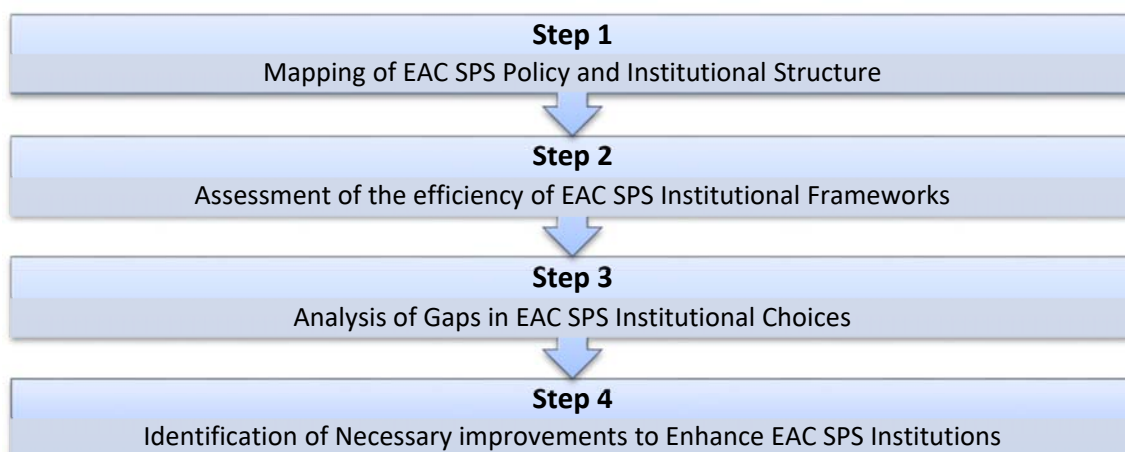 Step 1
Mapping of EAC SPS Policy and Institutional Structure
Step 2
Assessment of the efficiency of EAC SPS Institutional Frameworks
Step 3
Analysis of Gaps in EAC SPS Institutional Choices
Step 4
Identification of Necessary improvements to Enhance EAC SPS Institutions